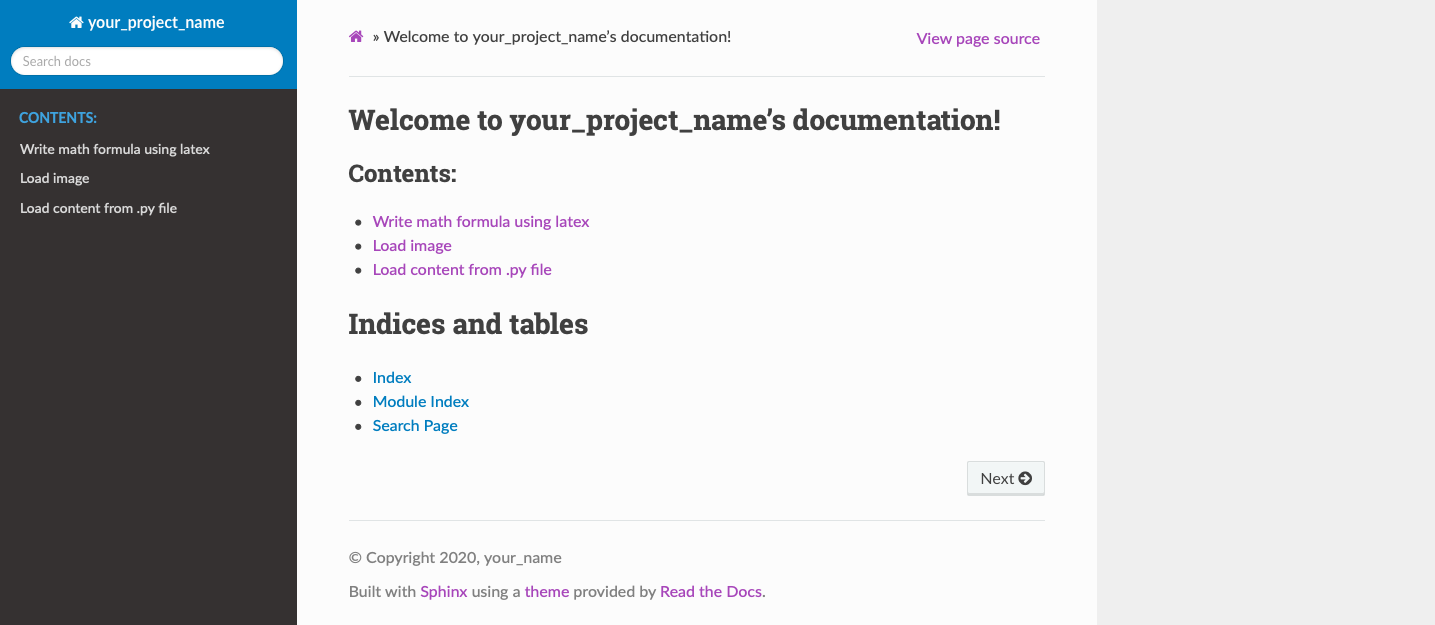 your_project_name
Search docs
CONTENTS:
Write math formula using latex
Load image
Load content from .py file
» Welcome to your_project_name’s documentation!
View page source
Welcome to your_project_name’s documentation!
Contents:
Write math formula using latex
Load image
Load content from .py file
Indices and tables
Index
Module Index
Search Page
Next
© Copyright 2020, your_name
Built with Sphinx using a theme provided by Read the Docs.